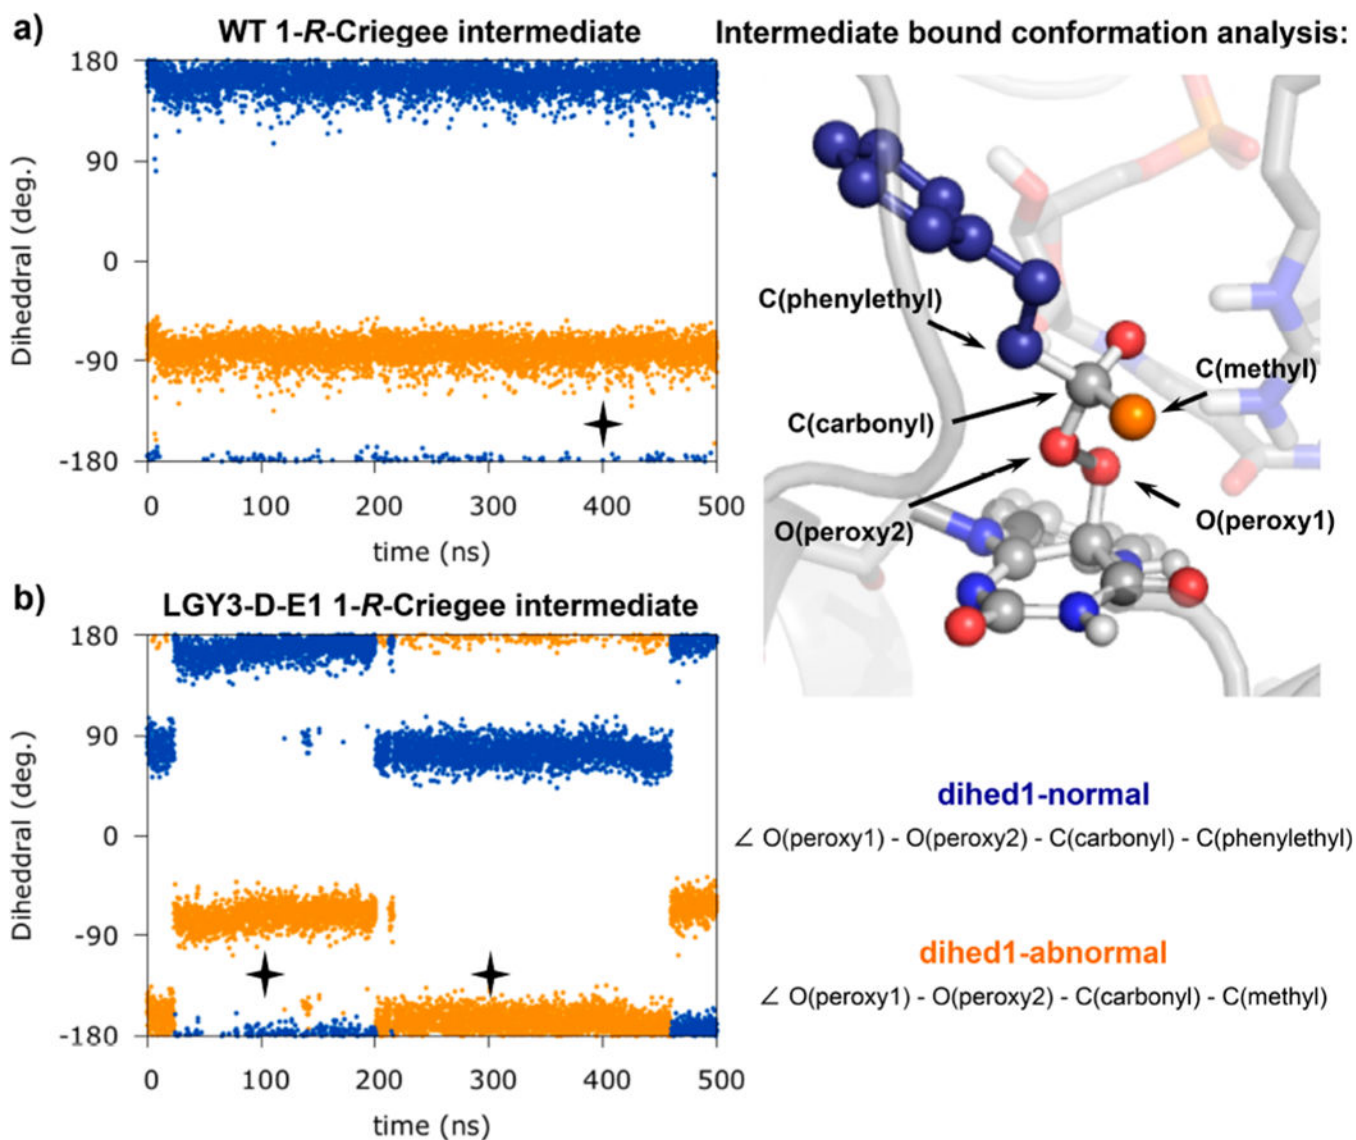 a)
WT 1-R-Criegee intermediate
180
90
0
-90
-180
Diheddral (deg.)
0 100 200 300 400 500
time (ns)
b)
LGY3-D-E1 1-R-Criegee intermediate
180
90
0
-90
-180
Diheddral (deg.)
0 100 200 300 400 500
time (ns)
Intermediate bound conformation analysis:
C(phenylethyl)
C(methyl)
C(carbonyl)
O(peroxy2)
O(peroxy1)
dihed1-normal
∠ O(peroxy1) - O(peroxy2) - C(carbonyl) - C(phenylethyl)
dihed1-abnormal
∠ O(peroxy1) - O(peroxy2) - C(carbonyl) - C(methyl)